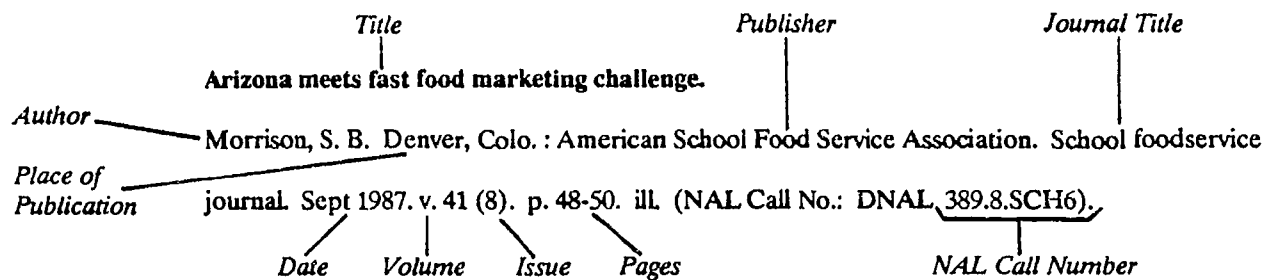 Title Publisher Journal Title
Arizona meets fast food marketing challenge.
Author
Morrison, S. B. Denver, Colo. : American School Food Service Association. School foodservice
Place of
Publication
journal. Sept 1987. v. 41 (8). p. 48-50. ill. (NAL Call No.: DNAL 389.8.SCH6).
Date Volume Issue Pages NAL Call Number